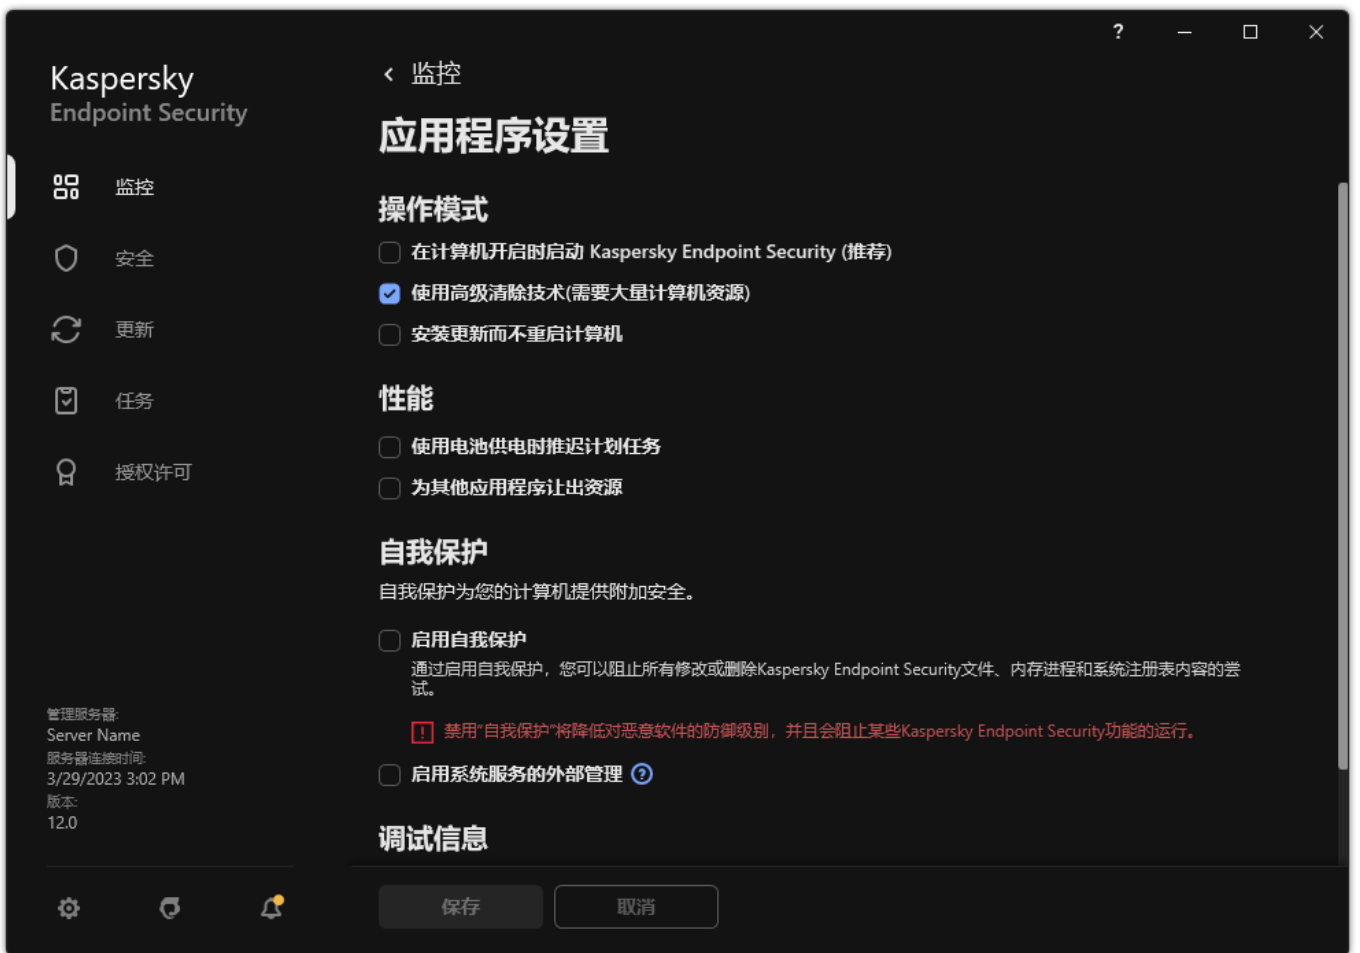 ?
Kaspersky
Endpoint Security
监控
安全
更新
任务
授权许可
管理服务器:
Server Name
服务器连接时间:
3/29/2023 3:02 PM
版本:
12.0
监控
应用程序设置
操作模式
在计算机开启时启动 Kaspersky Endpoint Security (推荐)
使用高级清除技术(需要大量计算机资源)
安装更新而不重启计算机
性能
使用电池供电时推迟计划任务
为其他应用程序让出资源
自我保护
自我保护为您的计算机提供附加安全。
启用自我保护
通过启用自我保护，您可以阻止所有修改或删除Kaspersky Endpoint Security文件、内存进程和系统注册表内容的尝
试。
禁用“自我保护”将降低对恶意软件的防御级别，并且会阻止某些Kaspersky Endpoint Security功能的运行。
启用系统服务的外部管理 ?
调试信息
保存
取消